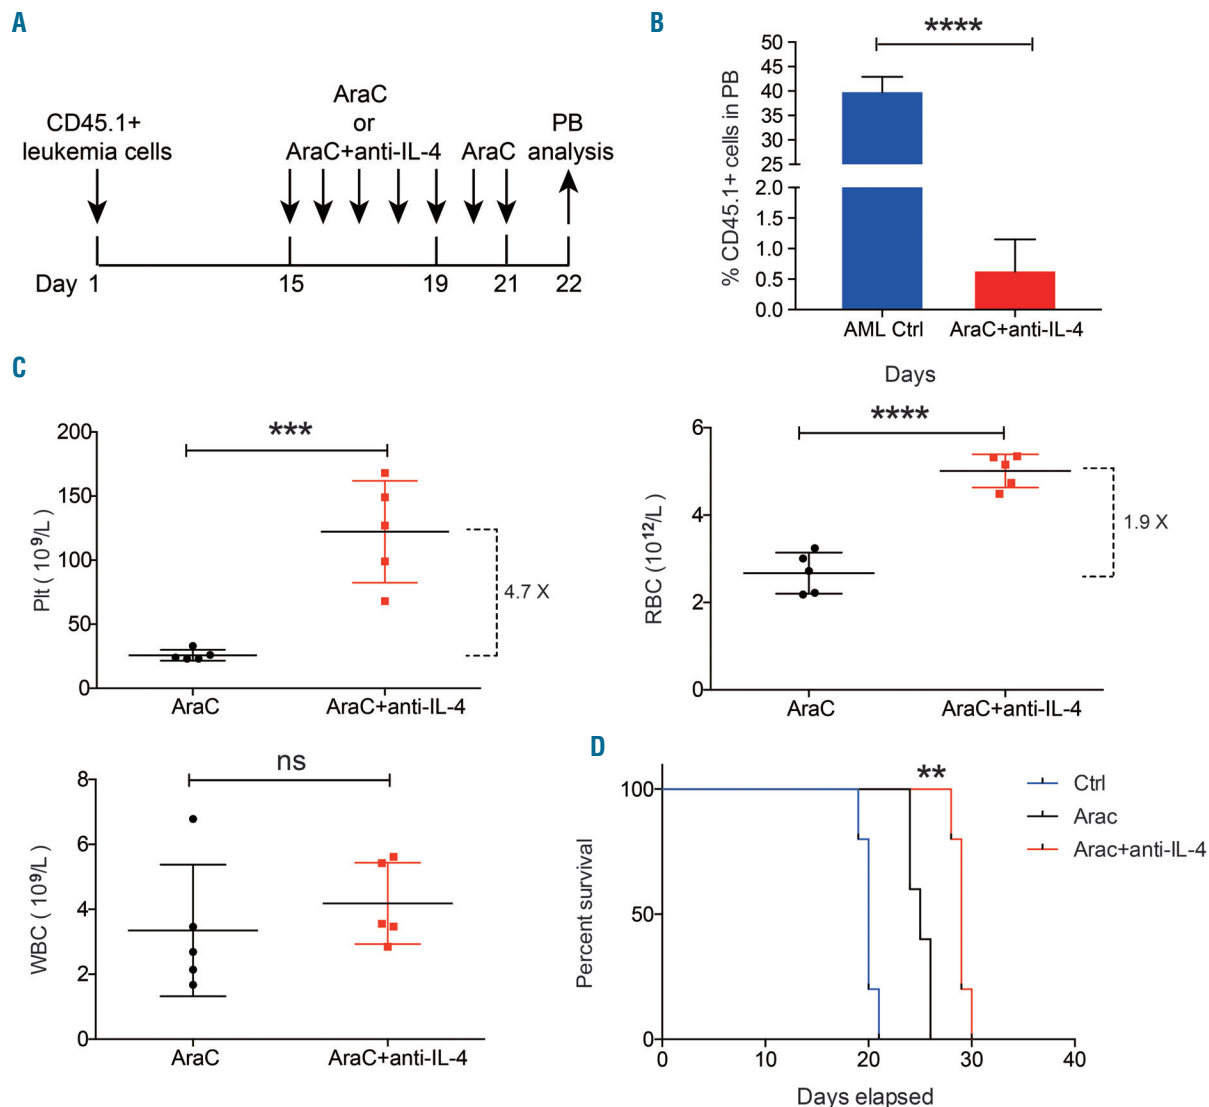 A
CD45.1+
leukemia cells
AraC
or
AraC+anti-IL-4
AraC
PB
analysis
Day 1 15 19 21 22
B
****
% CD45.1+ cells in PB
50
45
40
35
30
25
2.0
1.5
1.0
0.5
0.0
AML Ctrl AraC+anti-IL-4
Days
C
***
Plt ( 10⁹/L )
200
150
100
50
0
4.7 X
AraC AraC+anti-IL-4
****
RBC (10¹²/L )
6
4
2
0
1.9 X
AraC AraC+anti-IL-4
ns
WBC ( 10⁹/L )
8
6
4
2
0
AraC AraC+anti-IL-4
D
**
Percent survival
100
50
0
0 10 20 30 40
Days elapsed
Ctrl
Arac
Arac+anti-IL-4